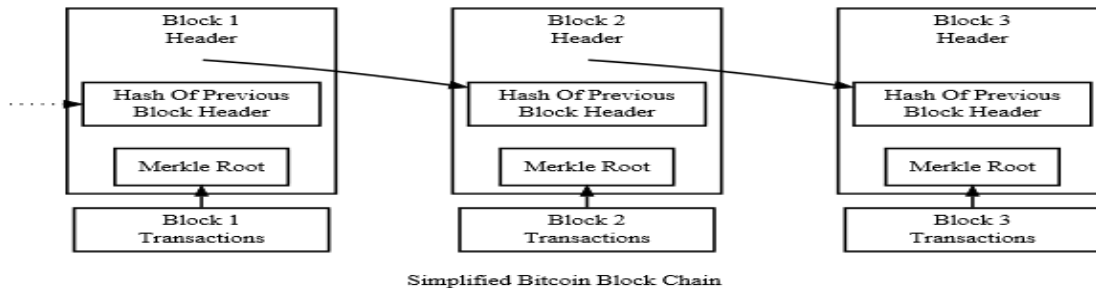 Block 1
Header
Hash Of Previous
Block Header
Merkle Root
Block 1
Transactions
Block 2
Header
Hash Of Previous
Block Header
Merkle Root
Block 2
Transactions
Block 3
Header
Hash Of Previous
Block Header
Merkle Root
Block 3
Transactions
Simplified Bitcoin Block Chain